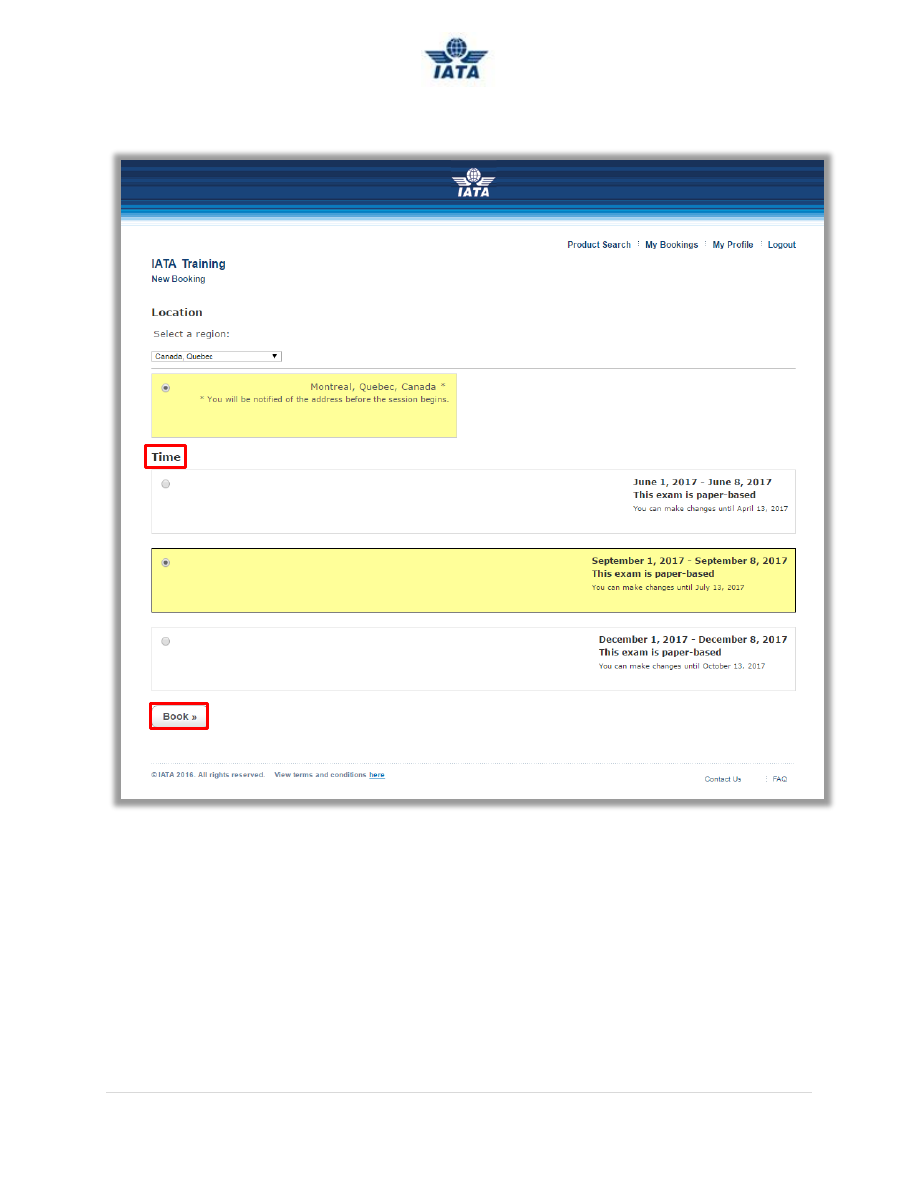 IATA
IATA
Product Search
My Bookings
My Profile
Logout
IATA Training
New Booking
Location
Select a region:
Canada, Quebec
Montreal, Quebec, Canada *
* You will be notified of the address before the session begins.
Time
June 1, 2017 - June 8, 2017
This exam is paper-based
You can make changes until April 13, 2017
September 1, 2017 - September 8, 2017
This exam is paper-based
You can make changes until July 13, 2017
December 1, 2017 - December 8, 2017
This exam is paper-based
You can make changes until October 13, 2017
Book »
© IATA 2016. All rights reserved. View terms and conditions here
Contact Us
FAQ